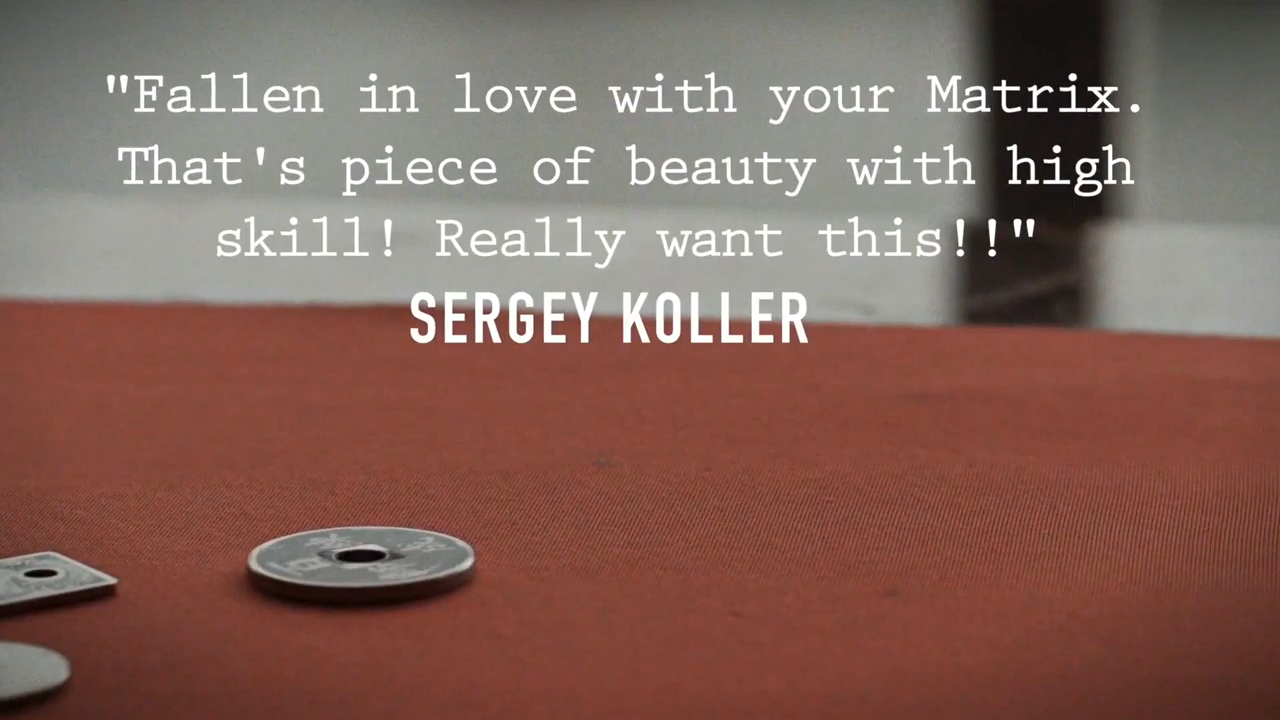 "Fallen in love with your Matrix.
That's piece of beauty with high
skill! Really want this!!"
SERGEY KOLLER